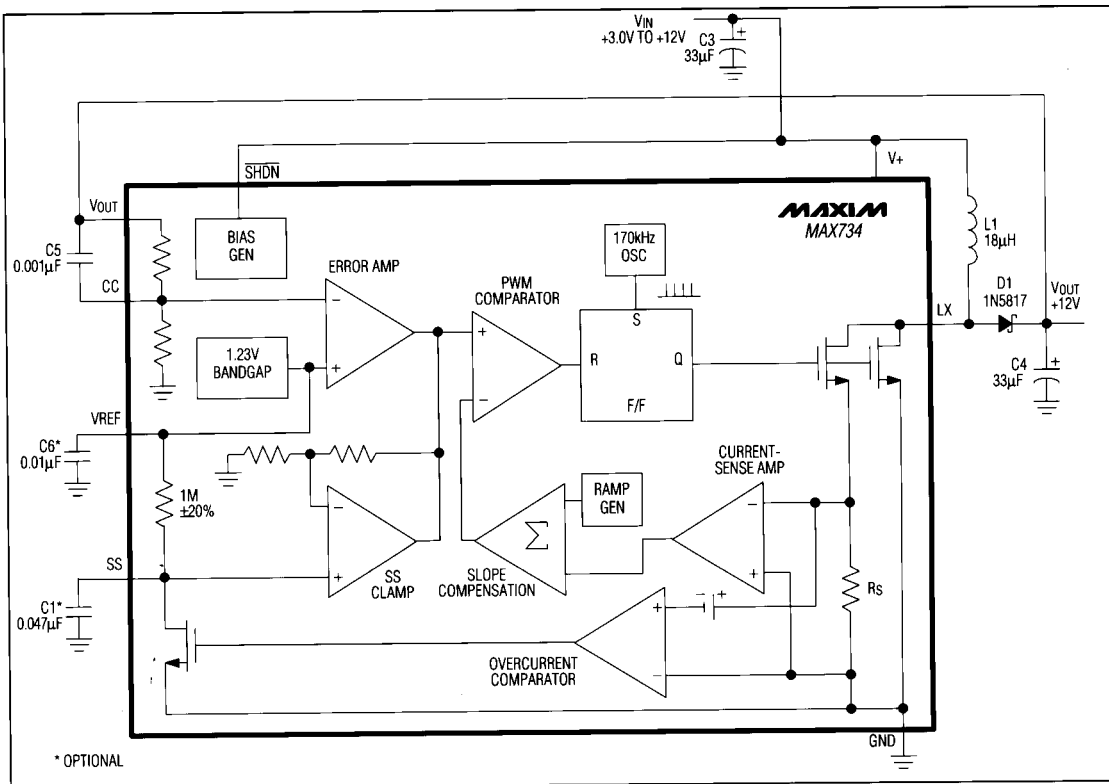 VIN
+3.0V TO +12V
C3
33µF
+
V+
SHDN
MAXIM
MAX734
VOUT
C5
0.001µF
CC
BIAS
GEN
ERROR AMP
−
+
1.23V
BANDGAP
PWM
COMPARATOR
+
−
170kHz
OSC
S
R
Q
F/F
L1
18µH
D1
1N5817
LX
VOUT
+12V
+
C4
33µF
VREF
C6*
0.01µF
1M
±20%
SS
C1*
0.047µF
−
+
SS
CLAMP
Σ
SLOPE
COMPENSATION
RAMP
GEN
CURRENT-
SENSE AMP
−
+
RS
− +
+
−
OVERCURRENT
COMPARATOR
GND
* OPTIONAL